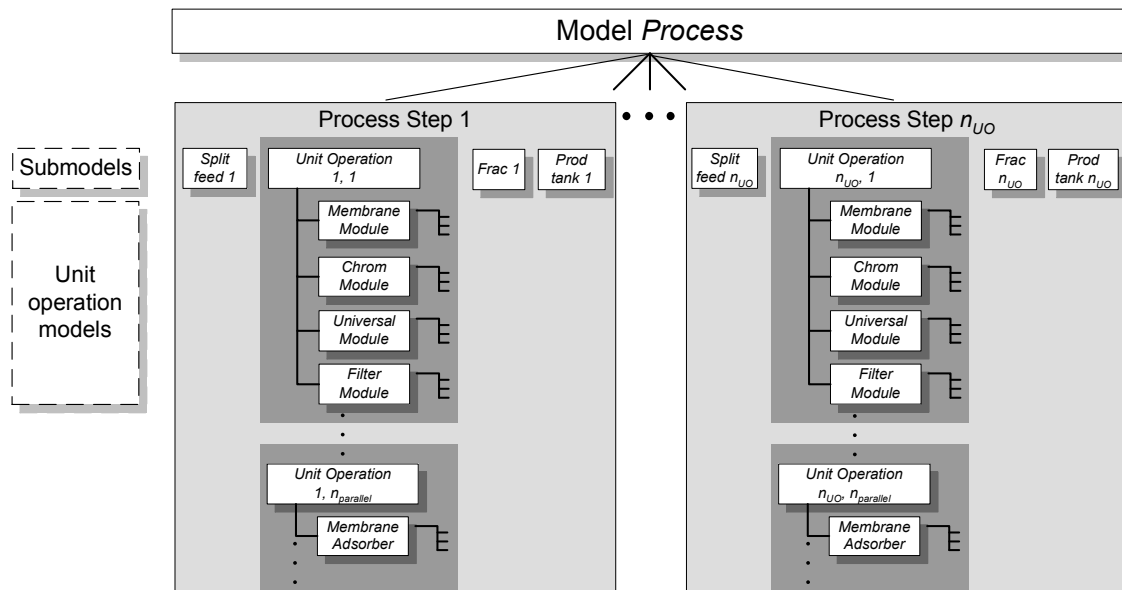 Model Process
Process Step 1
• • •
Process Step nUO
Submodels
Split
feed 1
Unit Operation
1, 1
Frac 1
Prod
tank 1
Split
feed nUO
Unit Operation
nUO, 1
Frac
nUO
Prod
tank nUO
Unit
operation
models
Membrane
Module
Chrom
Module
Universal
Module
Filter
Module
Membrane
Module
Chrom
Module
Universal
Module
Filter
Module
Unit Operation
1, nparallel
Membrane
Adsorber
Unit Operation
nUO, nparallel
Membrane
Adsorber